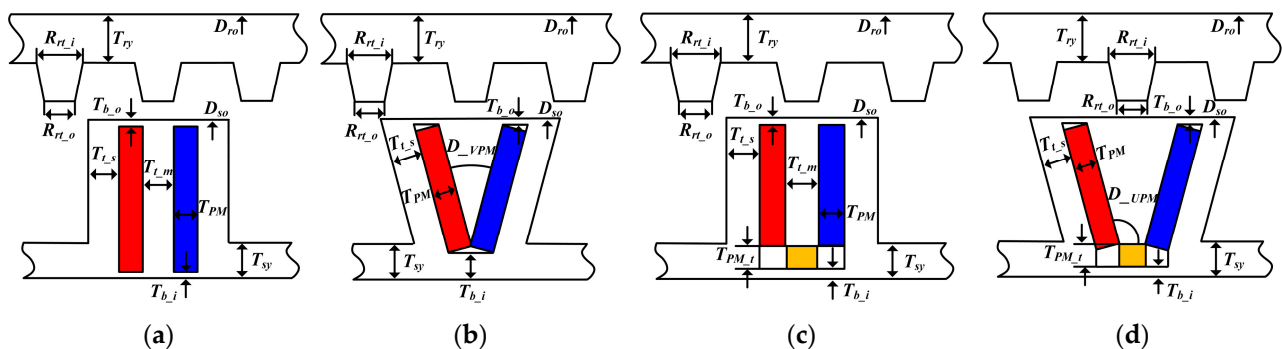 D_ro
R_rt_i
T_ry
T_b_o
D_so
R_rt_o
T_t_s
T_t_m
T_PM
T_sy
T_b_i
(a)
D_ro
R_rt_i
T_ry
T_b_o
D_so
R_rt_o
T_t_s
D_VPM
T_PM
T_sy
T_b_i
(b)
D_ro
R_rt_i
T_ry
T_b_o
D_so
R_rt_o
T_t_s
T_t_m
T_PM
T_PM_t
T_sy
T_b_i
(c)
D_ro
T_ry
R_rt_i
R_rt_o
T_b_o
D_so
T_t_s
T_PM
D_UPM
T_PM_t
T_sy
T_b_i
(d)